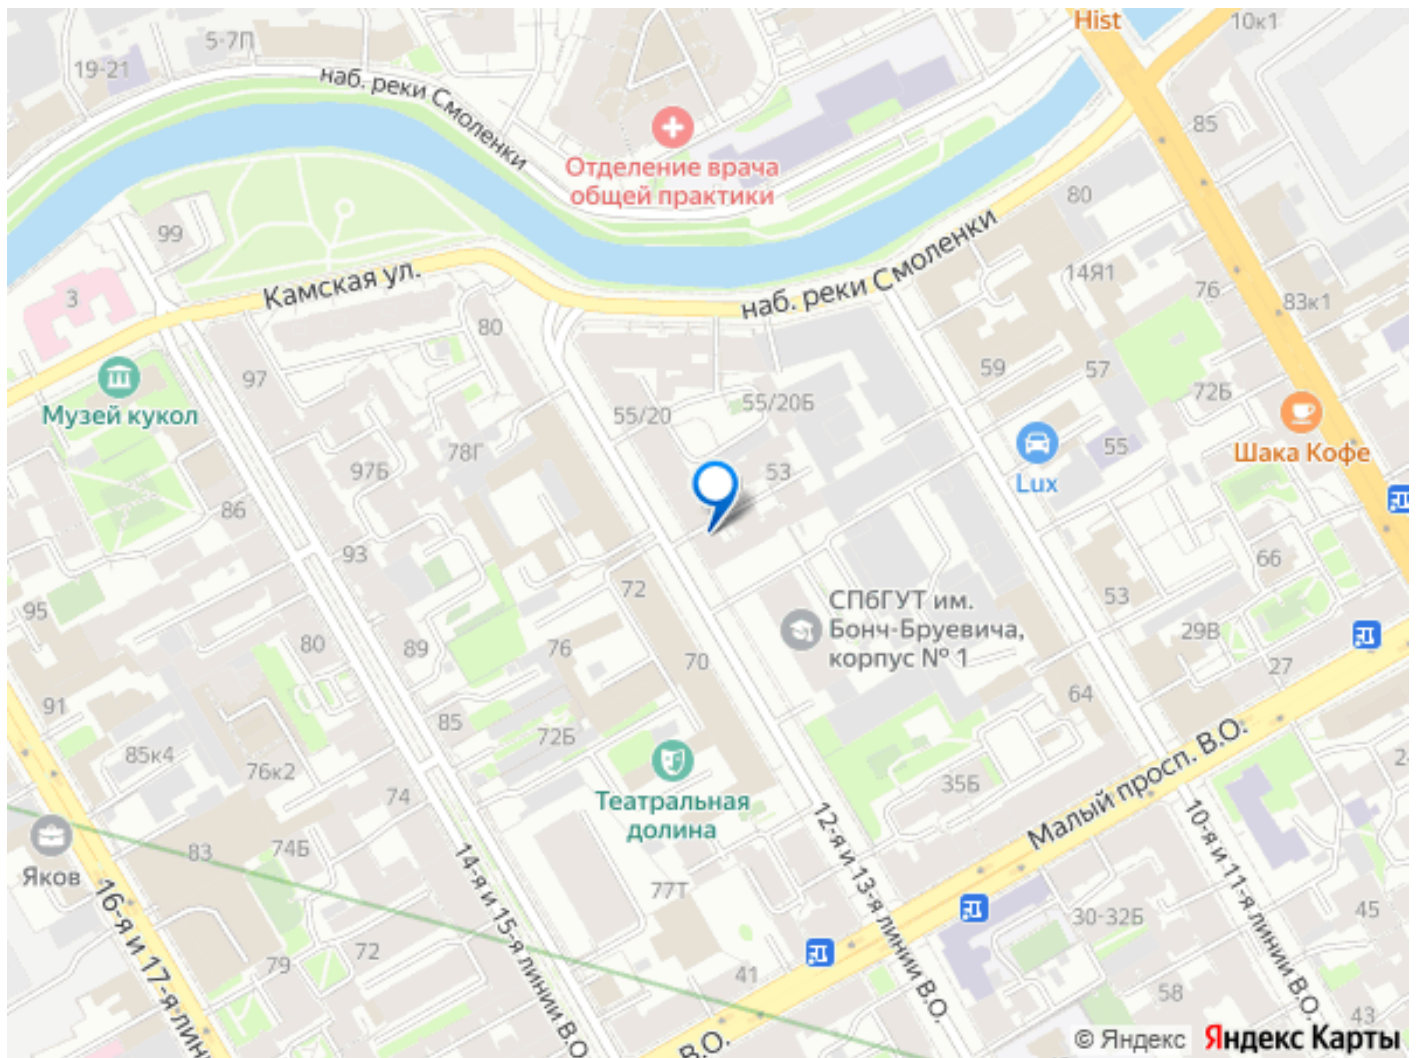 Hist
10к1
5-7П
19-21
наб. реки Смоленки
85
Отделение врача
общей практики
80
99
наб. реки Смоленки
14Я1
Камская ул.
3
76
83к1
80
59
57
97
72Б
Музей кукол
55/20
55/20Б
78Г
55
Шака Кофе
97Б
53
Lux
86
93
66
72
СПбГУТ им.
Бонч-Бруевича,
корпус № 1
53
95
29В
80
89
76
70
27
64
91
85
72Б
85к4
76к2
35Б
Малый просп. В.О.
2
74
Театральная
долина
12-я и 13-я линии В.О.
10-я и 11-я линии В.О.
83
74Б
14-я и 15-я линии В.О.
Яков
77Т
16-я и 17-я лин
30-32Б
45
72
79
41
58
43
В.О.
© Яндекс Яндекс Карты